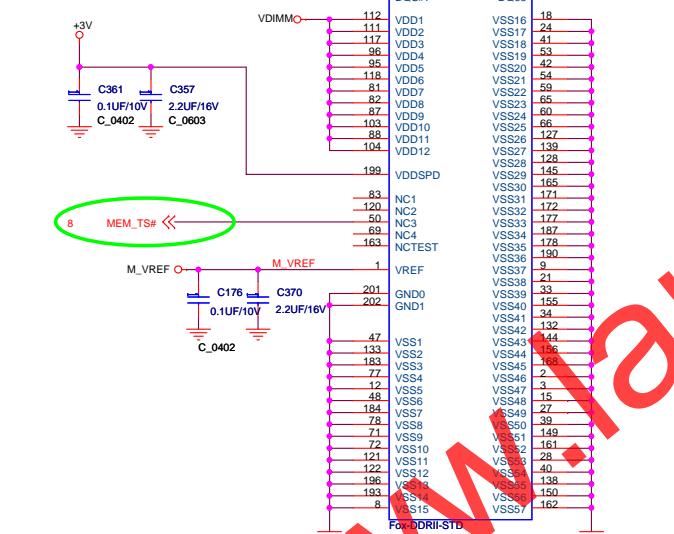 +3V
C361
C357
0.1UF/10V
2.2UF/16V
C_0402
C_0603
VDIMM
112 VDD1
111 VDD2
117 VDD3
96 VDD4
95 VDD5
118 VDD6
81 VDD7
82 VDD8
87 VDD9
103 VDD10
88 VDD11
104 VDD12
199 VDDSPD
83 NC1
120 NC2
50 NC3
69 NC4
163 NCTEST
8 MEM_TS#
M_VREF
M_VREF
1 VREF
C176
C370
0.1UF/10V
2.2UF/16V
C_0402
201 GND0
202 GND1
47 VSS1
133 VSS2
183 VSS3
77 VSS4
12 VSS5
48 VSS6
184 VSS7
78 VSS8
71 VSS9
72 VSS10
121 VSS11
122 VSS12
196 VSS13
193 VSS14
8 VSS15
VSS16 18
VSS17 24
VSS18 41
VSS19 53
VSS20 42
VSS21 54
VSS22 59
VSS23 65
VSS24 60
VSS25 66
VSS26 127
VSS27 139
VSS28 128
VSS29 145
VSS30 165
VSS31 171
VSS32 172
VSS33 177
VSS34 187
VSS35 178
VSS36 190
VSS37 9
VSS38 21
VSS39 33
VSS40 155
VSS41 34
VSS42 132
VSS43 144
VSS44 156
VSS45 168
VSS46 2
VSS47 3
VSS48 15
VSS49 27
VSS50 39
VSS51 149
VSS52 161
VSS53 28
VSS54 40
VSS55 138
VSS56 150
VSS57 162
Fox-DDRII-STD
w.la